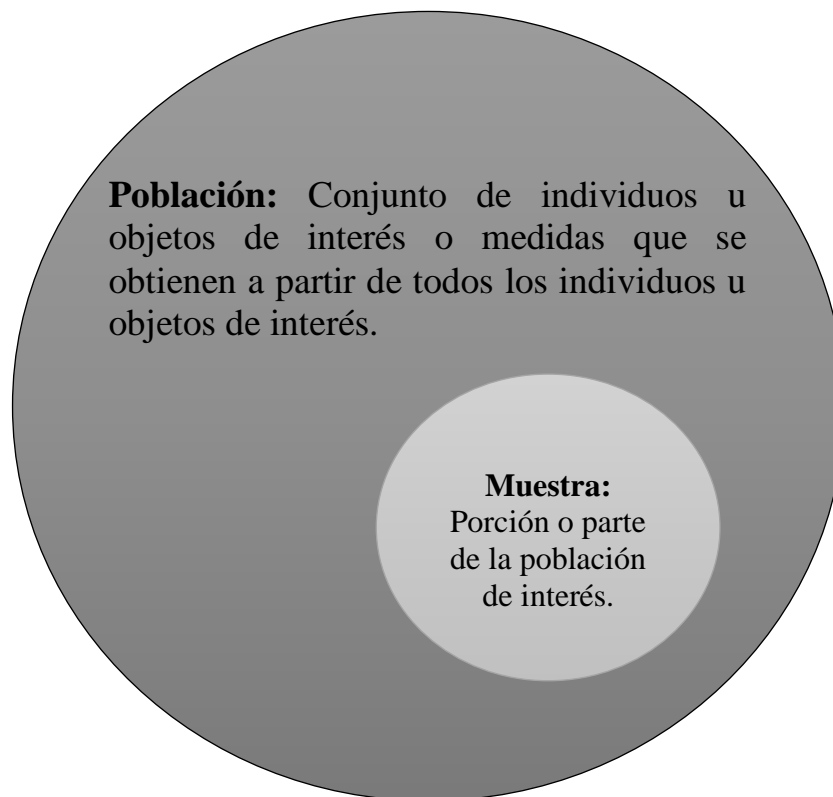 Población: Conjunto de individuos u
objetos de interés o medidas que se
obtienen a partir de todos los individuos u
objetos de interés.
Muestra:
Porción o parte
de la población
de interés.